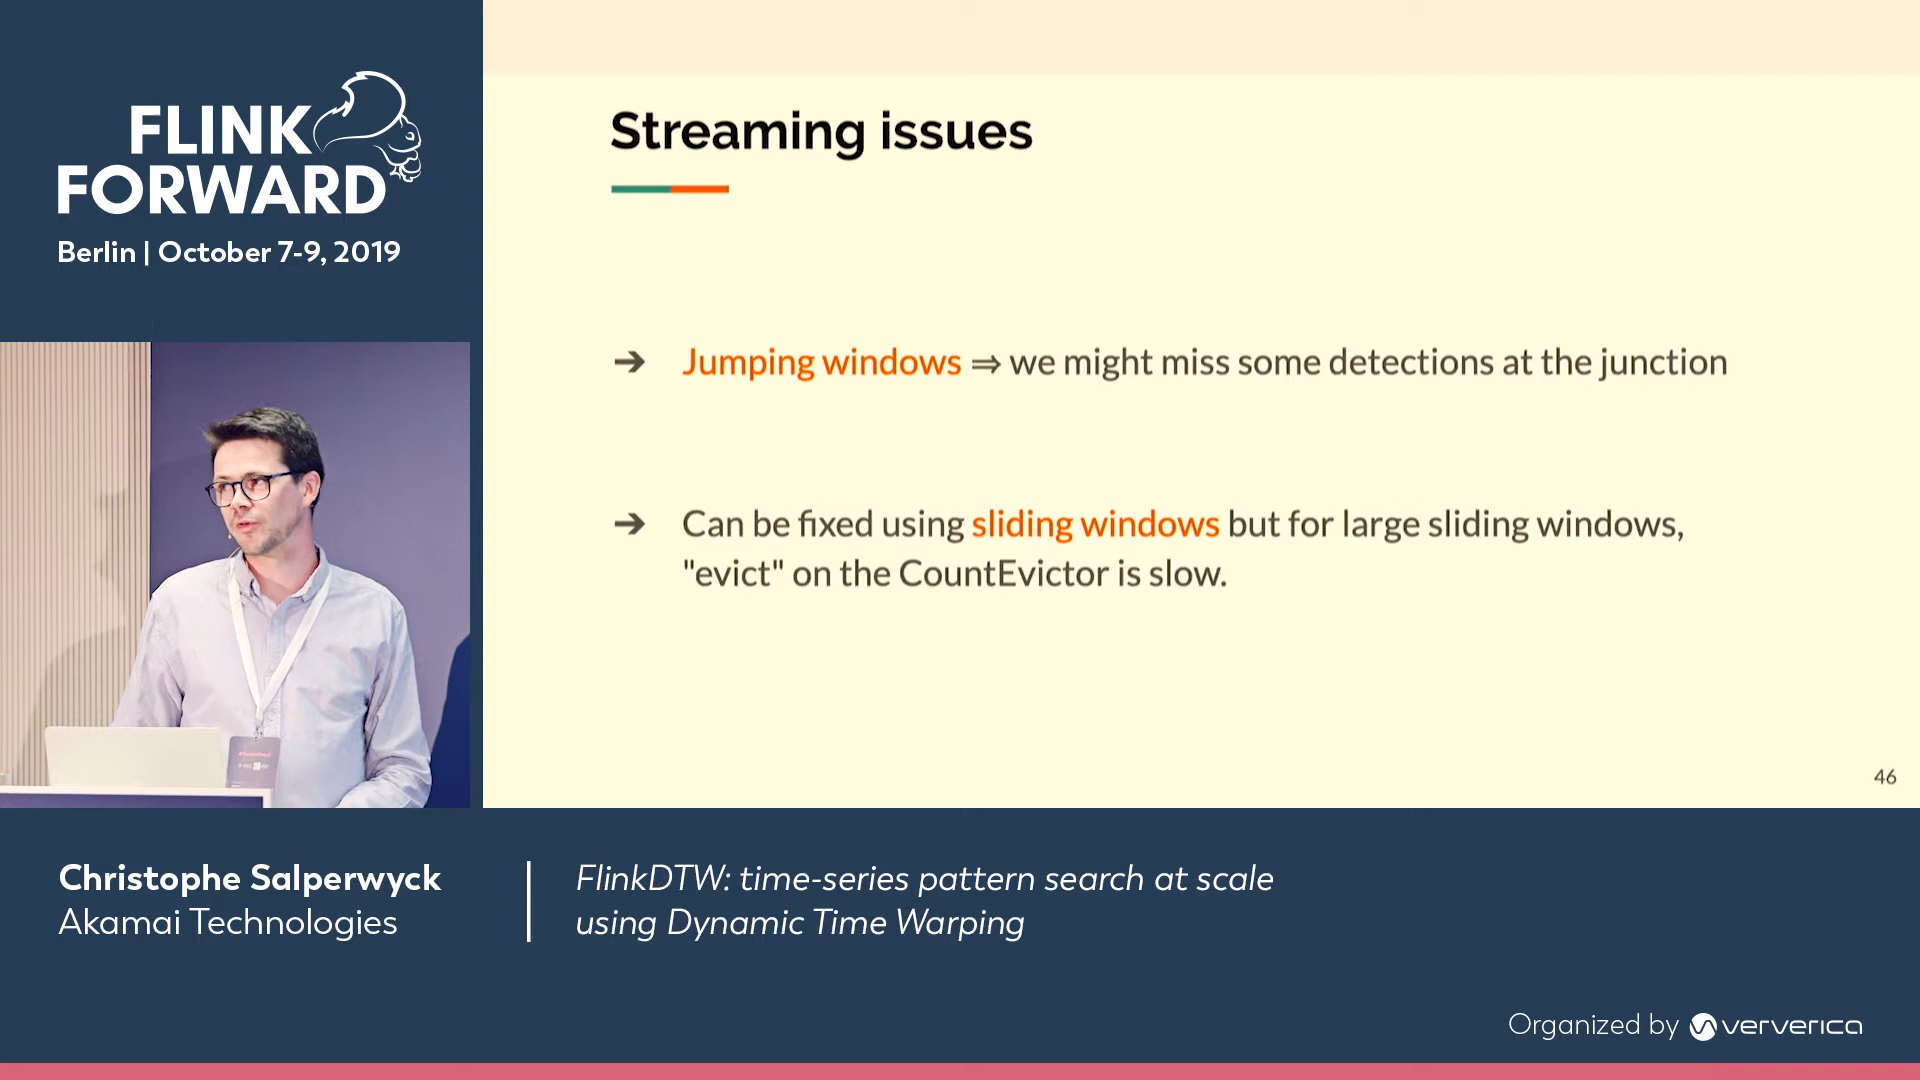 FLINK
FORWARD
Berlin | October 7-9, 2019
Streaming issues
➔ Jumping windows ⇒ we might miss some detections at the junction
➔ Can be fixed using sliding windows but for large sliding windows,
"evict" on the CountEvictor is slow.
46
Christophe Salperwyck
Akamai Technologies
FlinkDTW: time-series pattern search at scale
using Dynamic Time Warping
Organized by ververica